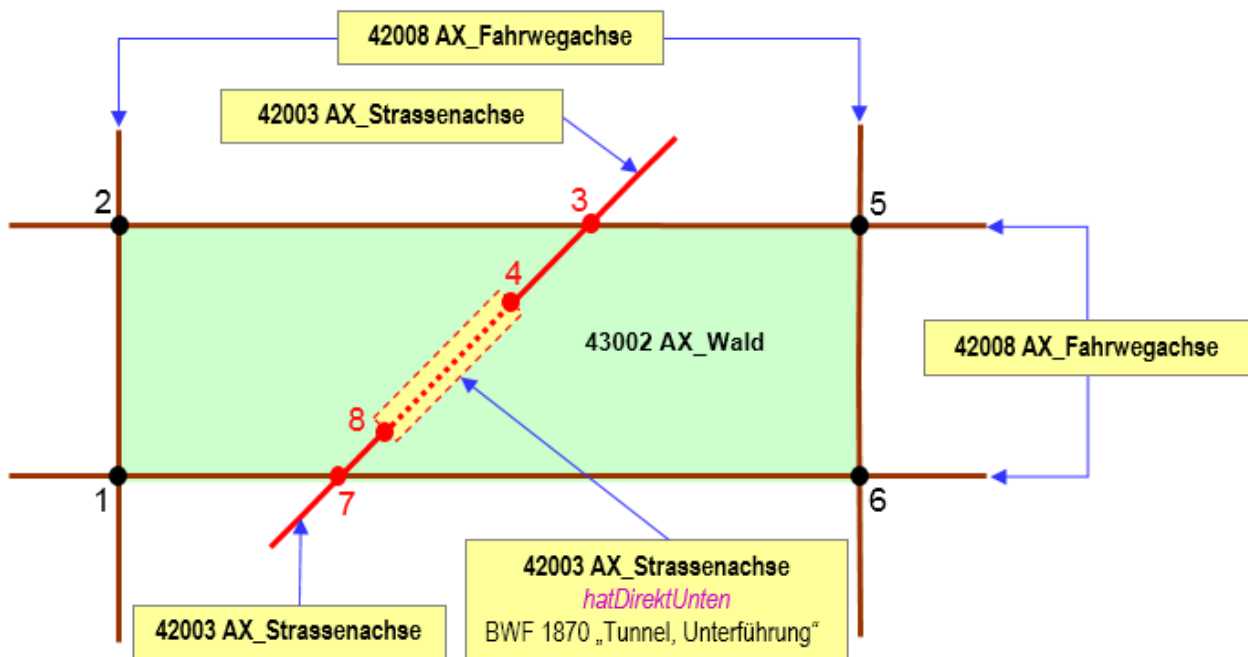 42008 AX_Fahrwegachse
42003 AX_Strassenachse
2
3
5
4
43002 AX_Wald
42008 AX_Fahrwegachse
8
1
7
6
42003 AX_Strassenachse
hatDirektUnten
BWF 1870 „Tunnel, Unterführung“
42003 AX_Strassenachse